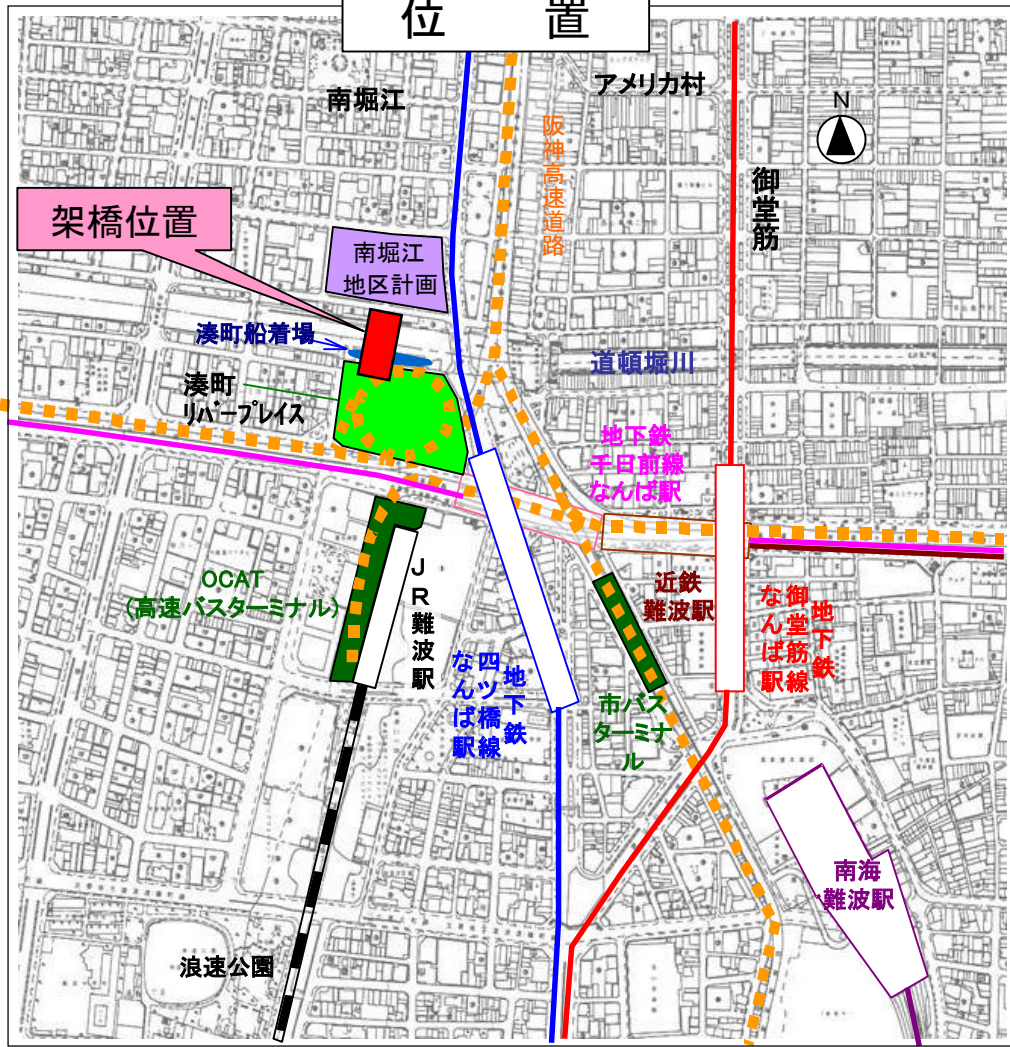 位　置
南堀江
アメリカ村
N
阪神高速道路
御堂筋
架橋位置
南堀江
地区計画
湊町船着場
道頓堀川
湊町
リバープレイス
地下鉄
千日前線
なんば駅
OCAT
(高速バスターミナル)
JR難波駅
近鉄
難波駅
地下鉄
御堂筋線
なんば駅
地下鉄
四ツ橋線
なんば駅
市バス
ターミナ
ル
南海
難波駅
浪速公園